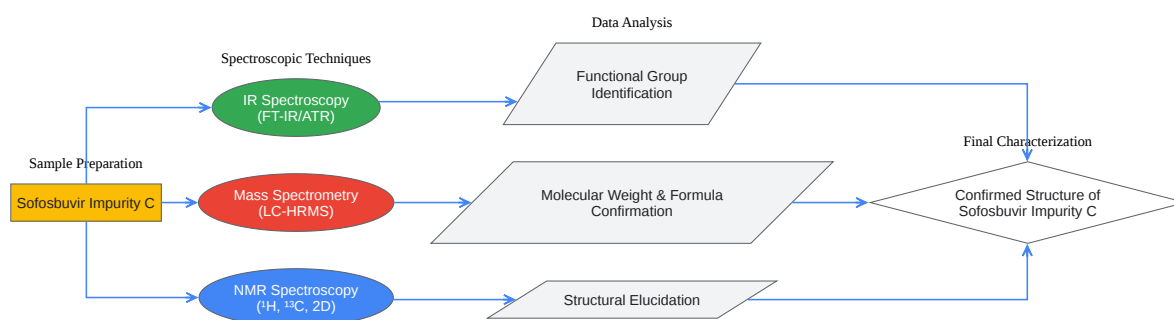 Data Analysis
Spectroscopic Techniques
Functional Group
Identification
IR Spectroscopy
(FT-IR/ATR)
Final Characterization
Sample Preparation
Sofosbuvir Impurity C
Mass Spectrometry
(LC-HRMS)
Molecular Weight & Formula
Confirmation
Confirmed Structure of
Sofosbuvir Impurity C
NMR Spectroscopy
(¹H, ¹³C, 2D)
Structural Elucidation